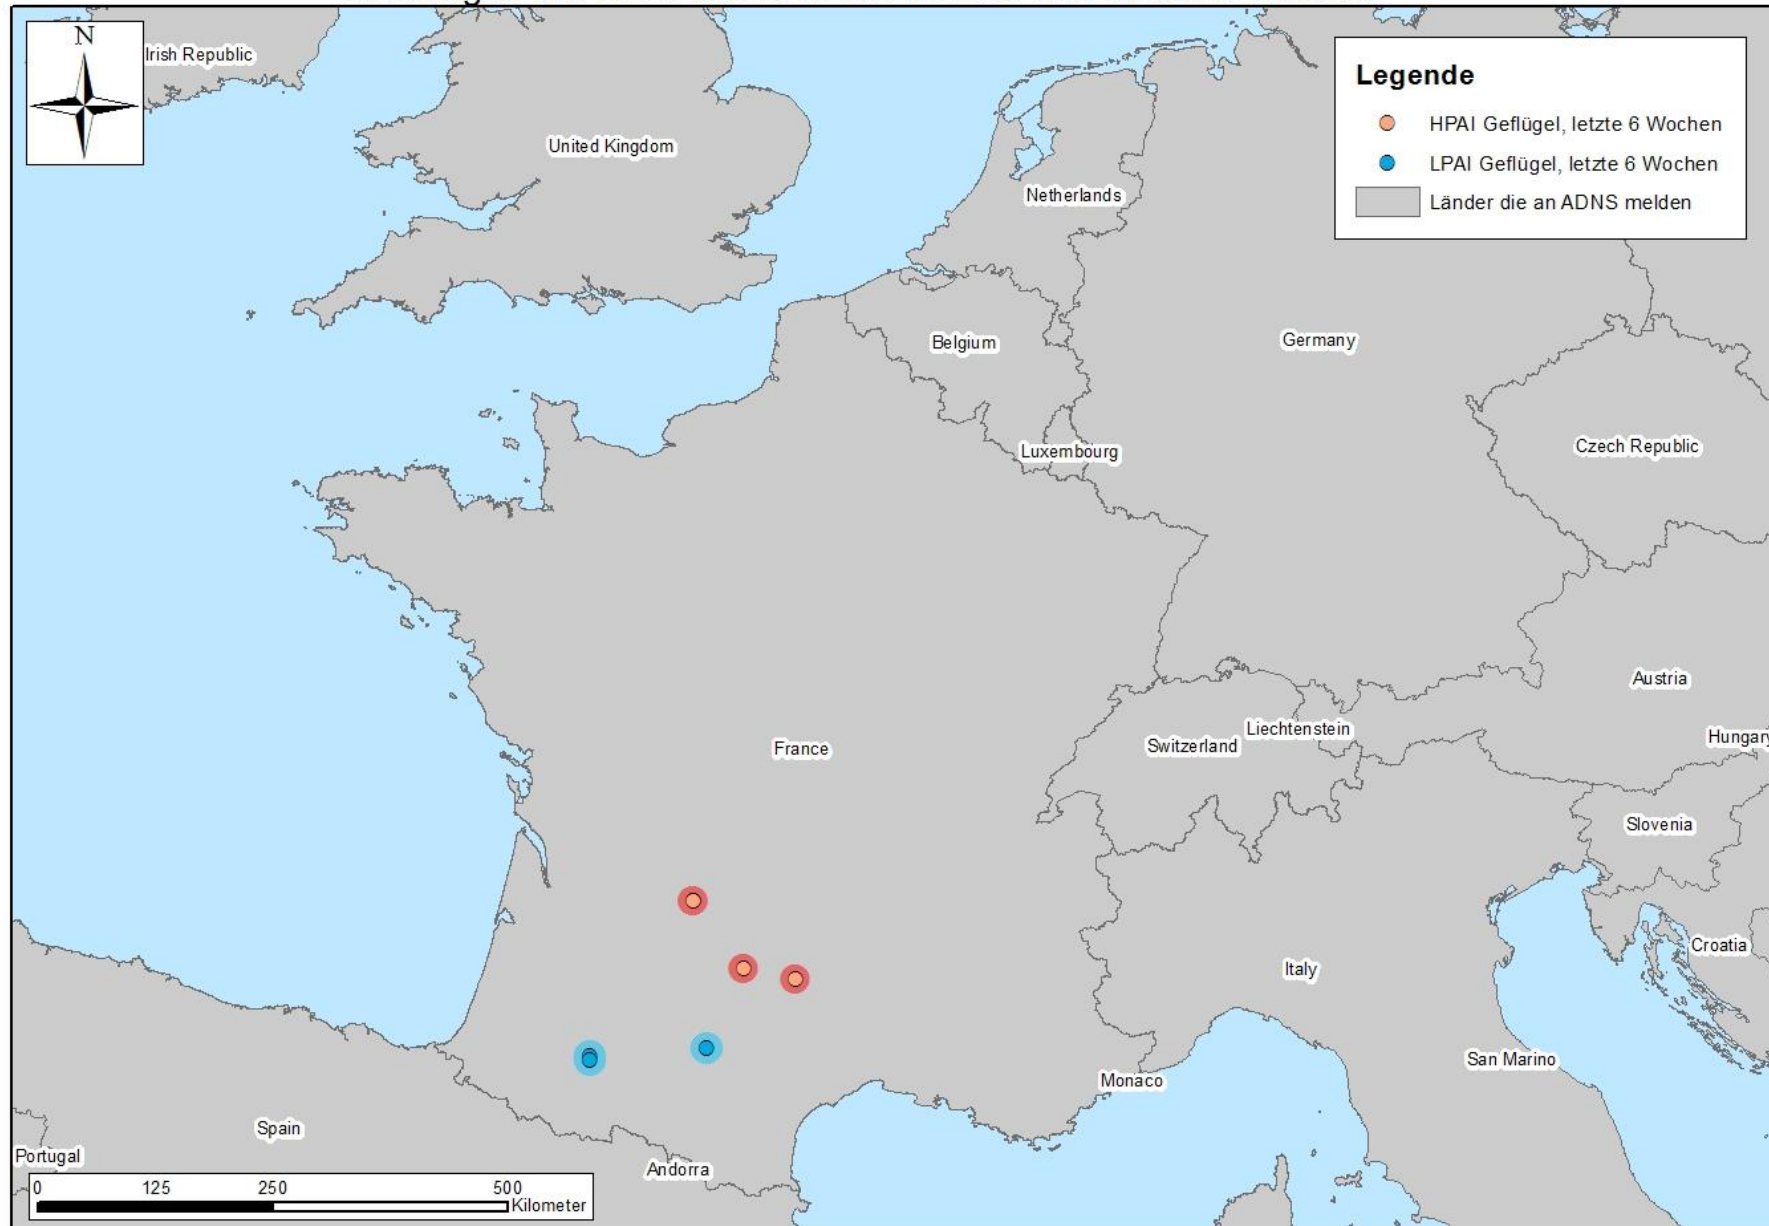 N
Irish Republic
United Kingdom
Netherlands
Legende
HPAI Geflügel, letzte 6 Wochen
LPAI Geflügel, letzte 6 Wochen
Länder die an ADNS melden
Belgium
Germany
Luxembourg
Czech Republic
Austria
Liechtenstein
Switzerland
Hungary
France
Slovenia
Croatia
Italy
San Marino
Monaco
Spain
Portugal
Andorra
0 125 250 500
Kilometer